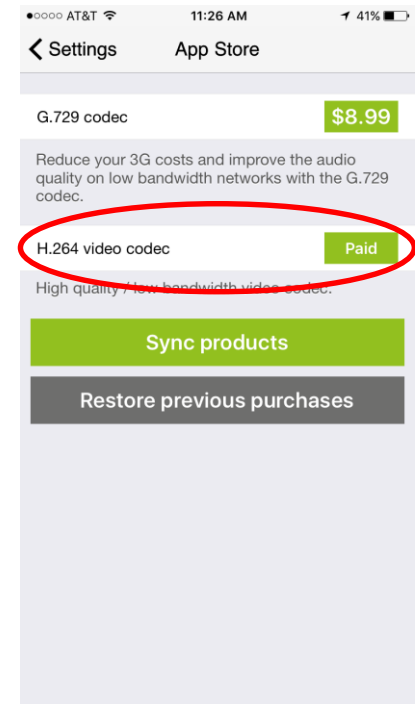 AT&T 11:26 AM 41%
Settings App Store
G.729 codec $8.99
Reduce your 3G costs and improve the audio
quality on low bandwidth networks with the G.729
codec.
H.264 video codec Paid
High quality / low bandwidth video codec.
Sync products
Restore previous purchases